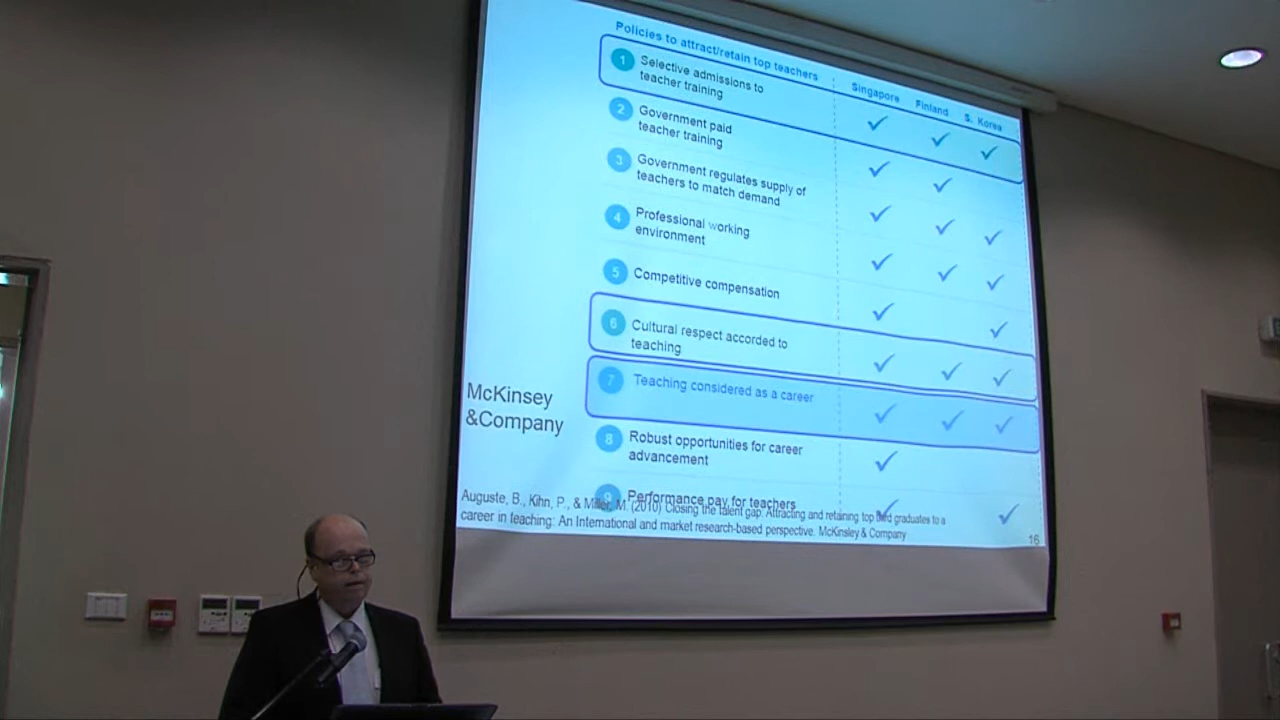 Policies to attract/retain top teachers
Singapore
Finland
S. Korea
1 Selective admissions to
teacher training
2 Government paid
teacher training
3 Government regulates supply of
teachers to match demand
4 Professional working
environment
5 Competitive compensation
6 Cultural respect accorded to
teaching
7 Teaching considered as a career
8 Robust opportunities for career
advancement
9 Performance pay for teachers
McKinsey
&Company
Auguste, B., Kihn, P., & Miller, M. (2010) Closing the talent gap: Attracting and retaining top third graduates to a
career in teaching: An International and market research-based perspective. McKinsley & Company
16